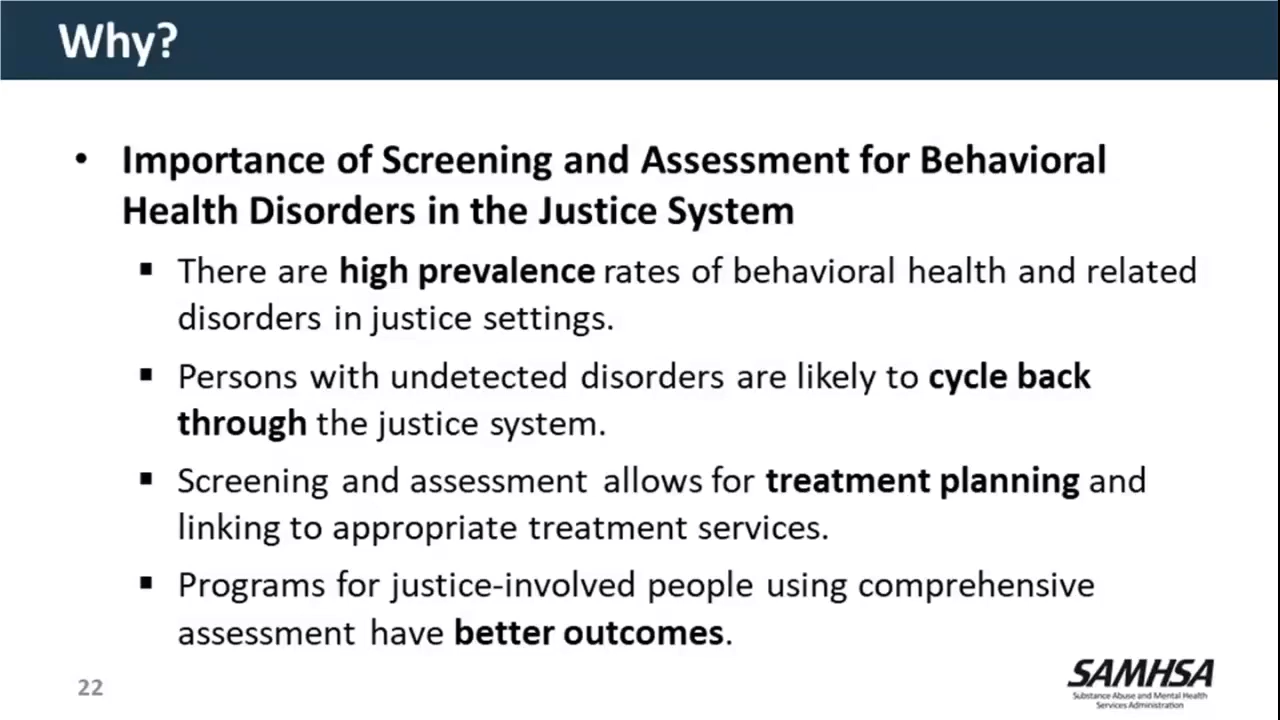 Why?
• Importance of Screening and Assessment for Behavioral
Health Disorders in the Justice System
▪ There are high prevalence rates of behavioral health and related
disorders in justice settings.
▪ Persons with undetected disorders are likely to cycle back
through the justice system.
▪ Screening and assessment allows for treatment planning and
linking to appropriate treatment services.
▪ Programs for justice-involved people using comprehensive
assessment have better outcomes.
22
SAMHSA
Substance Abuse and Mental Health
Services Administration